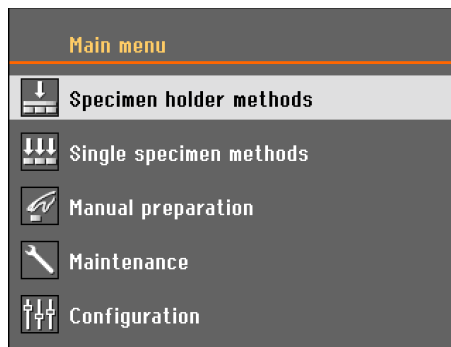 Main menu
Specimen holder methods
Single specimen methods
Manual preparation
Maintenance
Configuration